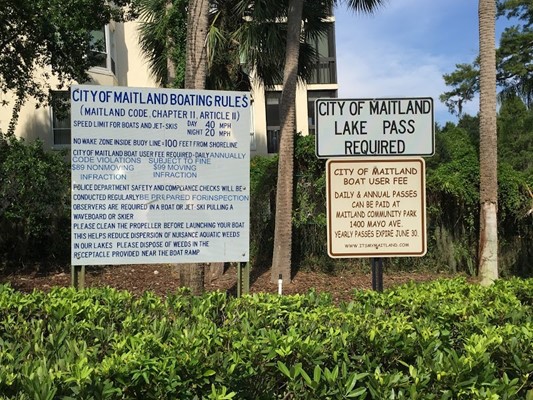 CITY OF MAITLAND BOATING RULES
(MAITLAND CODE, CHAPTER 11, ARTICLE II)
SPEED LIMIT FOR BOATS AND JET-SKIS DAY 40 MPH
NIGHT 20 MPH
NO WAKE ZONE INSIDE BUOY LINE=100 FEET FROM SHORELINE
CITY OF MAITLAND BOAT USER FEE REQUIRED-DAILY/ANNUALLY
CODE VIOLATIONS SUBJECT TO FINE
$89 NONMOVING $99 MOVING
INFRACTION INFRACTION
POLICE DEPARTMENT SAFETY AND COMPLIANCE CHECKS WILL BE
CONDUCTED REGULARLY BE PREPARED FOR INSPECTION
OBSERVERS ARE REQUIRED IN A BOAT OR JET-SKI PULLING A
WAVEBOARD OR SKIER
PLEASE CLEAN THE PROPELLER BEFORE LAUNCHING YOUR BOAT
THIS HELPS REDUCE DISPERSION OF NUISANCE AQUATIC WEEDS
IN OUR LAKES PLEASE DISPOSE OF WEEDS IN THE
RECEPTACLE PROVIDED NEAR THE BOAT RAMP
CITY OF MAITLAND
LAKE PASS
REQUIRED
CITY OF MAITLAND
BOAT USER FEE
DAILY & ANNUAL PASSES
CAN BE PAID AT
MAITLAND COMMUNITY PARK
1400 MAYO AVE.
YEARLY PASSES EXPIRE JUNE 30.
WWW.ITSMYMAITLAND.COM